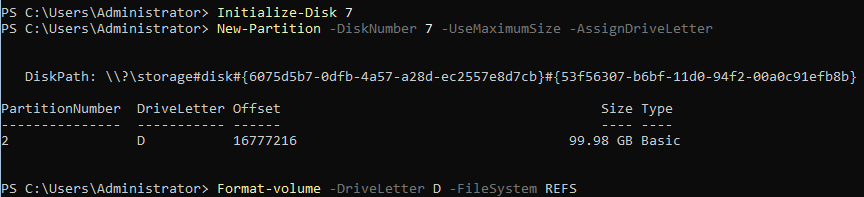 PS C:\Users\Administrator> Initialize-Disk 7
PS C:\Users\Administrator> New-Partition -DiskNumber 7 -UseMaximumSize -AssignDriveLetter
DiskPath: \\?\storage#disk#{6075d5b7-0dfb-4a57-a28d-ec2557e8d7cb}#{53f56307-b6bf-11d0-94f2-00a0c91efb8b}
PartitionNumber DriveLetter Offset Size Type
--------------- ----------- ------ ---- ----
2 D 16777216 99.98 GB Basic
PS C:\Users\Administrator> Format-volume -DriveLetter D -FileSystem REFS